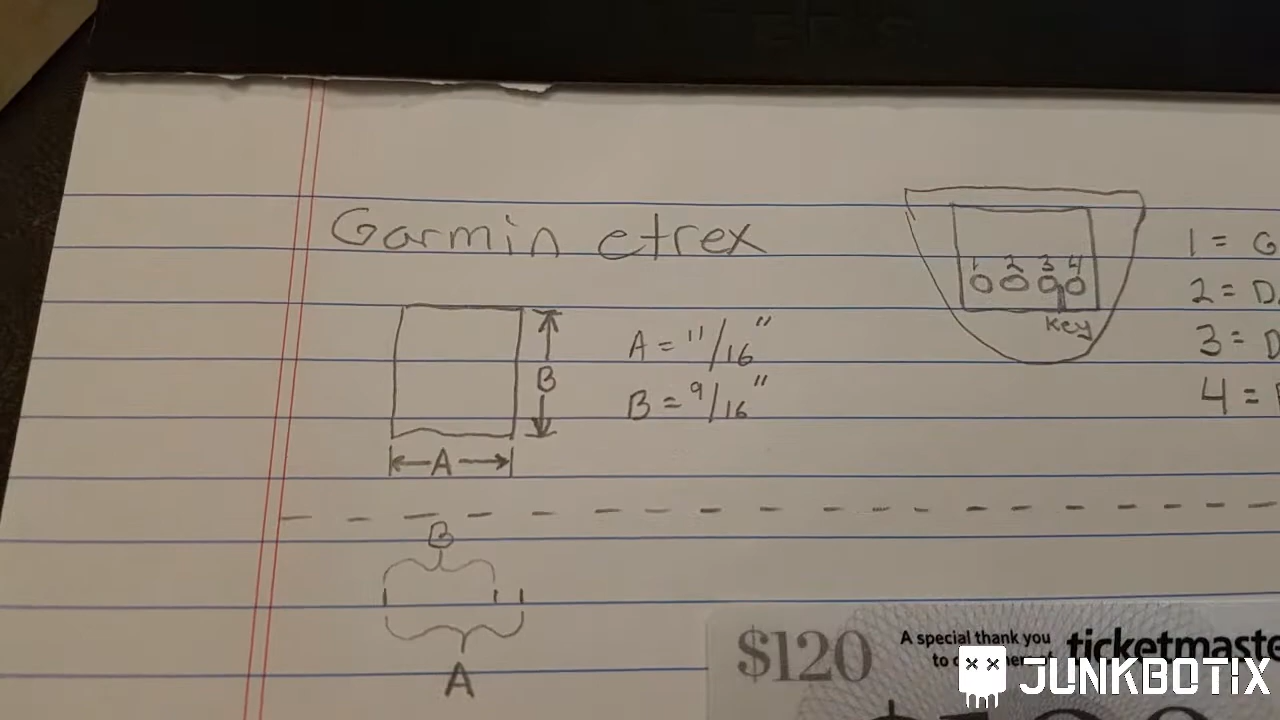 Garmin etrex
1 2 3 4
Key
1 = G
2 = D
3 = D
4 =
A = 11/16"
B = 9/16"
B
A
B
A
$120
A special thank you
ticketmaste
JUNKBOTIX